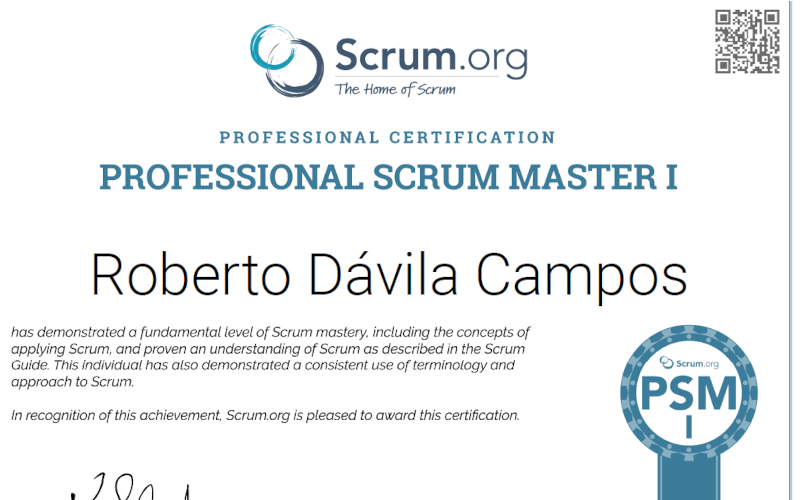 Scrum.org
The Home of Scrum
PROFESSIONAL CERTIFICATION
PROFESSIONAL SCRUM MASTER I
Roberto Dávila Campos
has demonstrated a fundamental level of Scrum mastery, including the concepts of
applying Scrum, and proven an understanding of Scrum as described in the Scrum
Guide. This individual has also demonstrated a consistent use of terminology and
approach to Scrum.
In recognition of this achievement, Scrum.org is pleased to award this certification.
Scrum.org
PSM
I